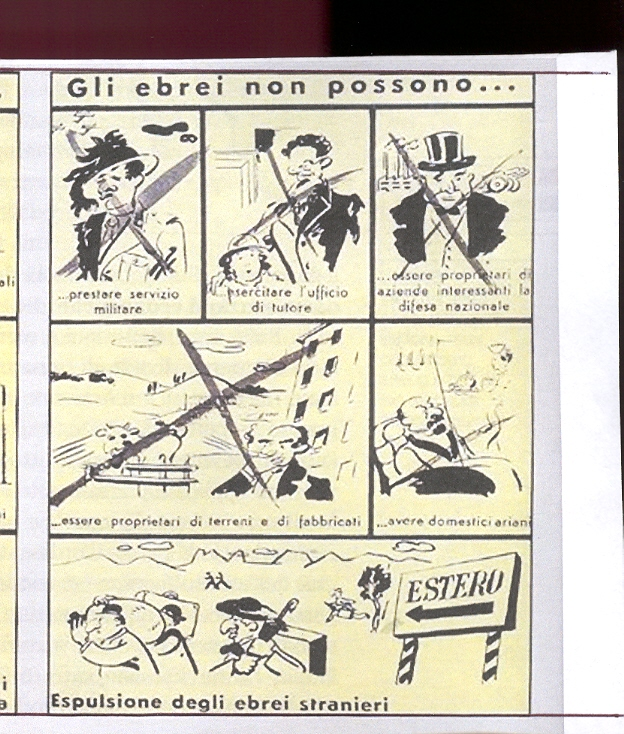 Gli ebrei non possono...
...prestare servizio
militare
...esercitare l'ufficio
di tutore
...essere proprietari di
aziende interessanti la
difesa nazionale
...essere proprietari di terreni e di fabbricati
...avere domestici ariani
ESTERO
Espulsione degli ebrei stranieri
ali
i
i
a